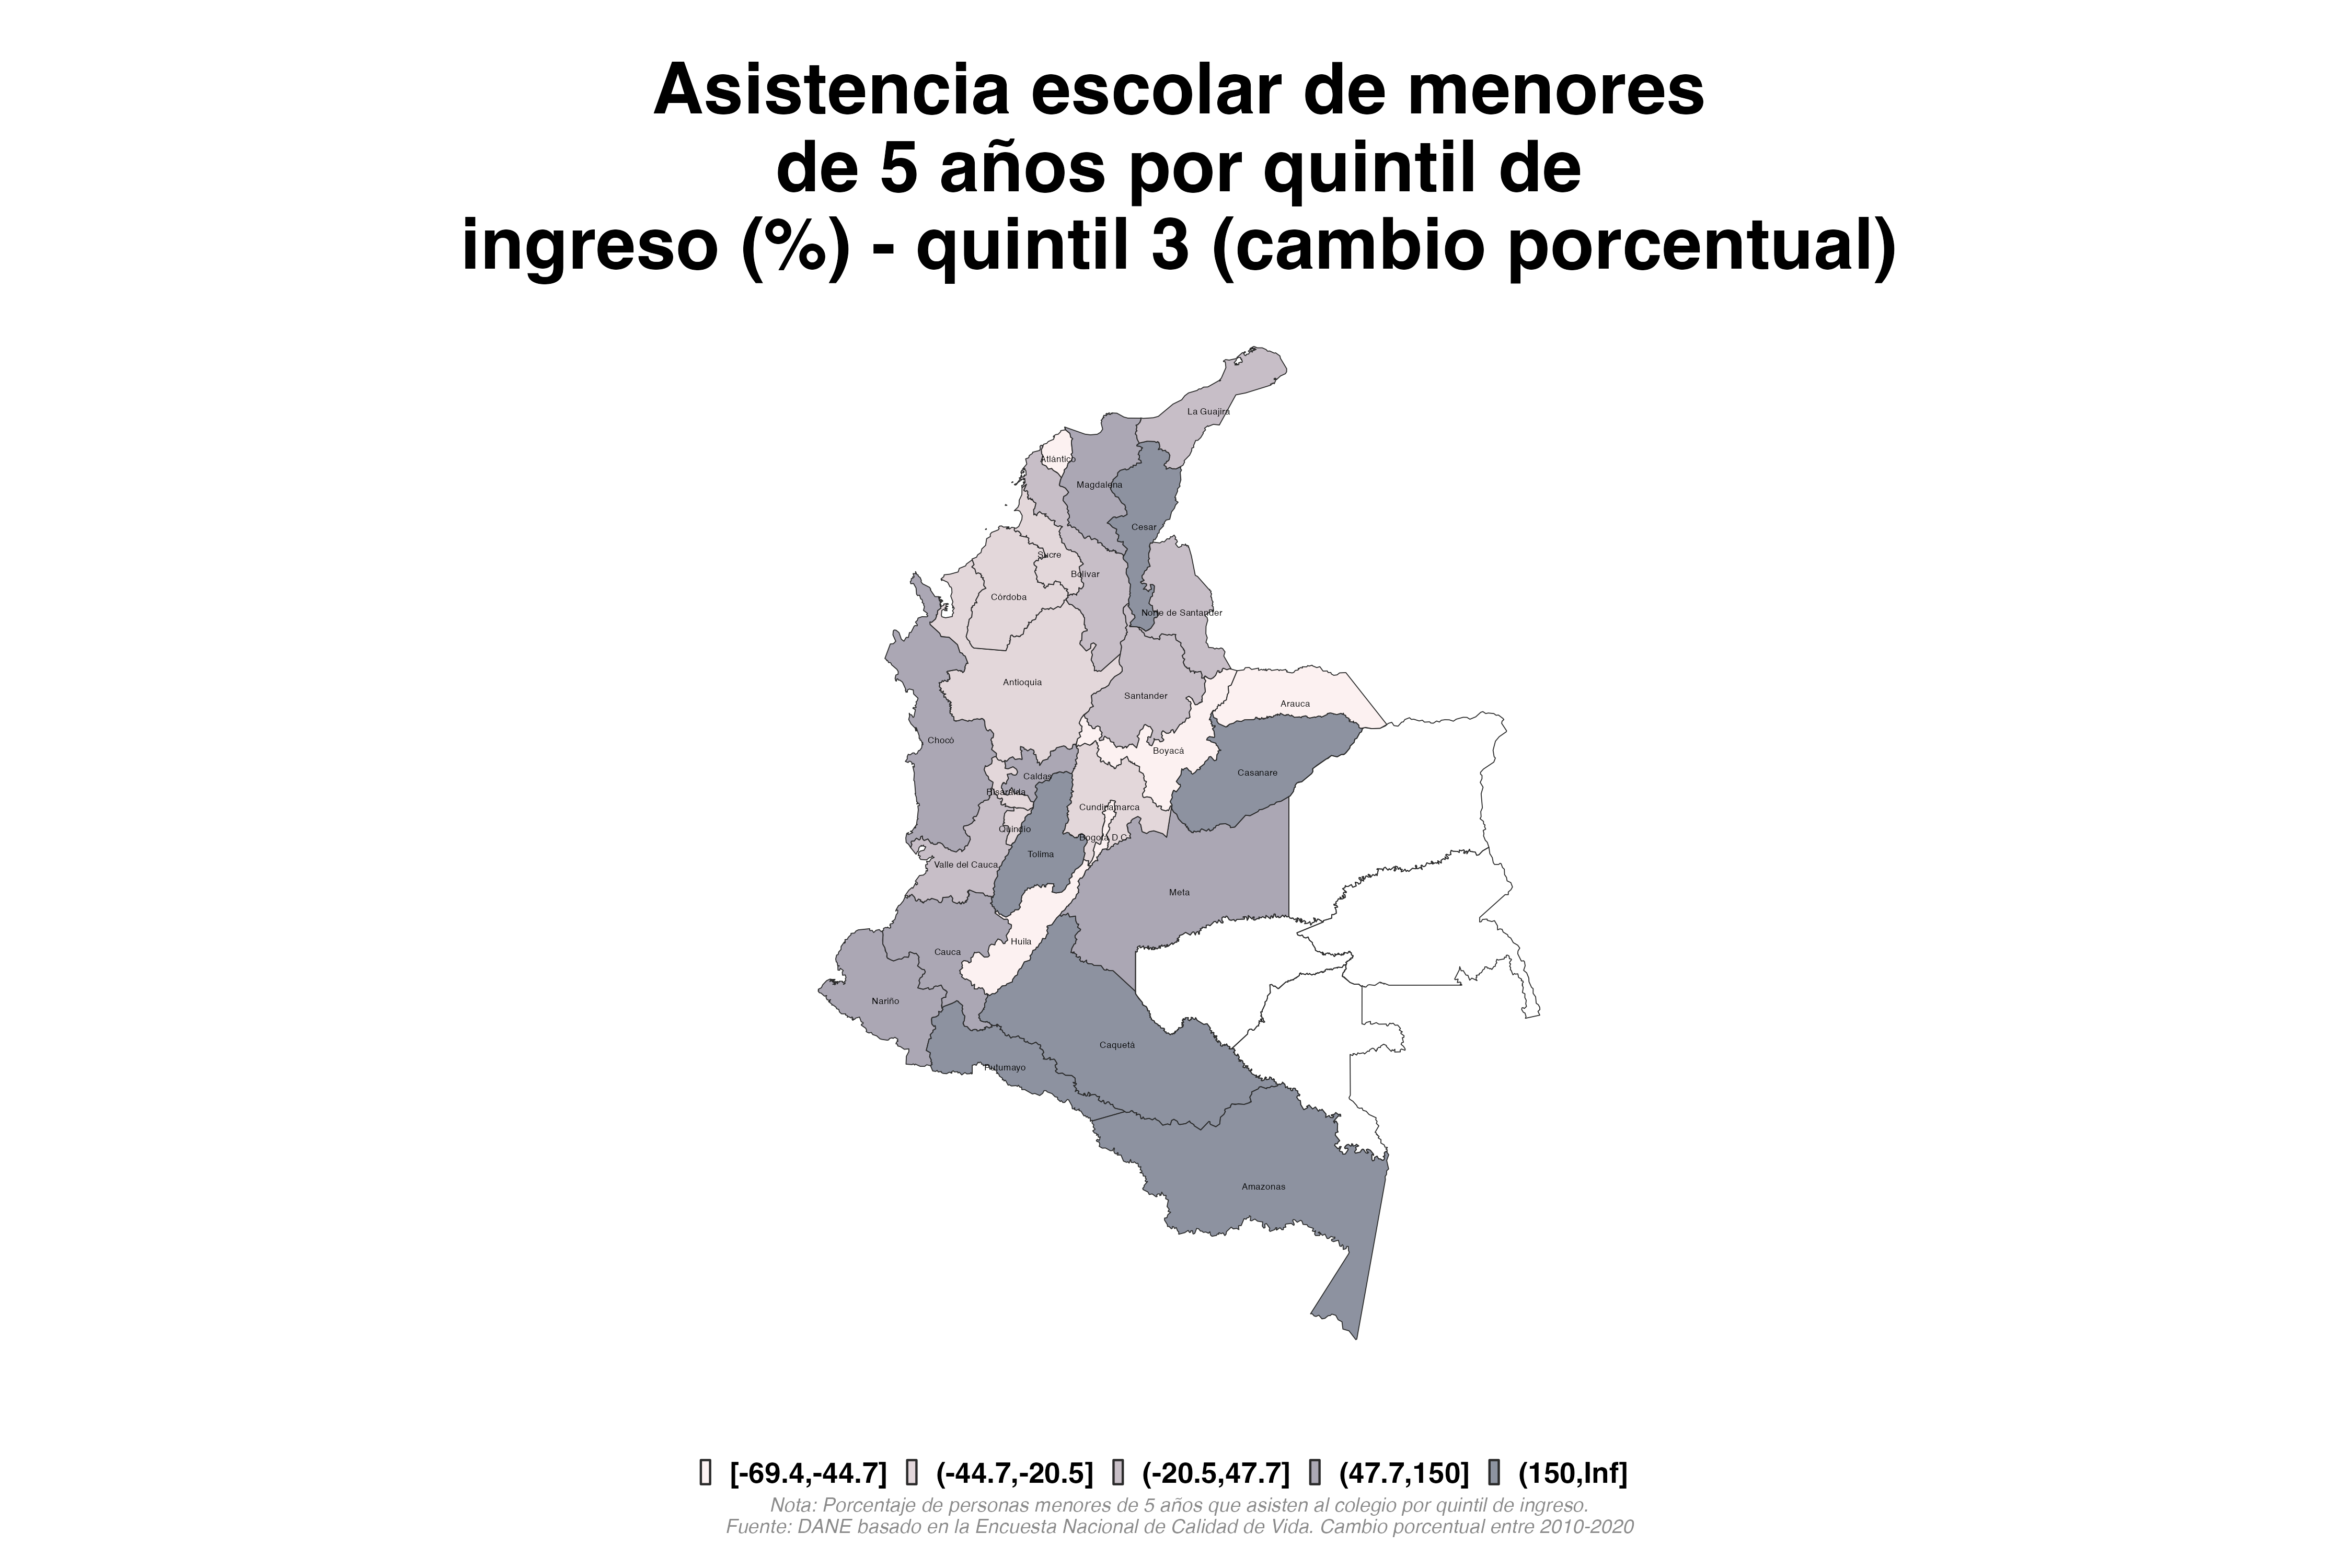 Asistencia escolar de menores
de 5 años por quintil de
ingreso (%) - quintil 3 (cambio porcentual)
La Guajira
Atlántico
Magdalena
Cesar
Sucre
Bolívar
Córdoba
Norte de Santander
Antioquia
Santander
Arauca
Chocó
Boyacá
Caldas
Casanare
Risaralda
Cundinamarca
Quindío
Bogotá D.C.
Tolima
Valle del Cauca
Meta
Huila
Cauca
Nariño
Caquetá
Putumayo
Amazonas
[-69.4,-44.7] (-44.7,-20.5] (-20.5,47.7] (47.7,150] (150,Inf]
Nota: Porcentaje de personas menores de 5 años que asisten al colegio por quintil de ingreso.
Fuente: DANE basado en la Encuesta Nacional de Calidad de Vida. Cambio porcentual entre 2010-2020